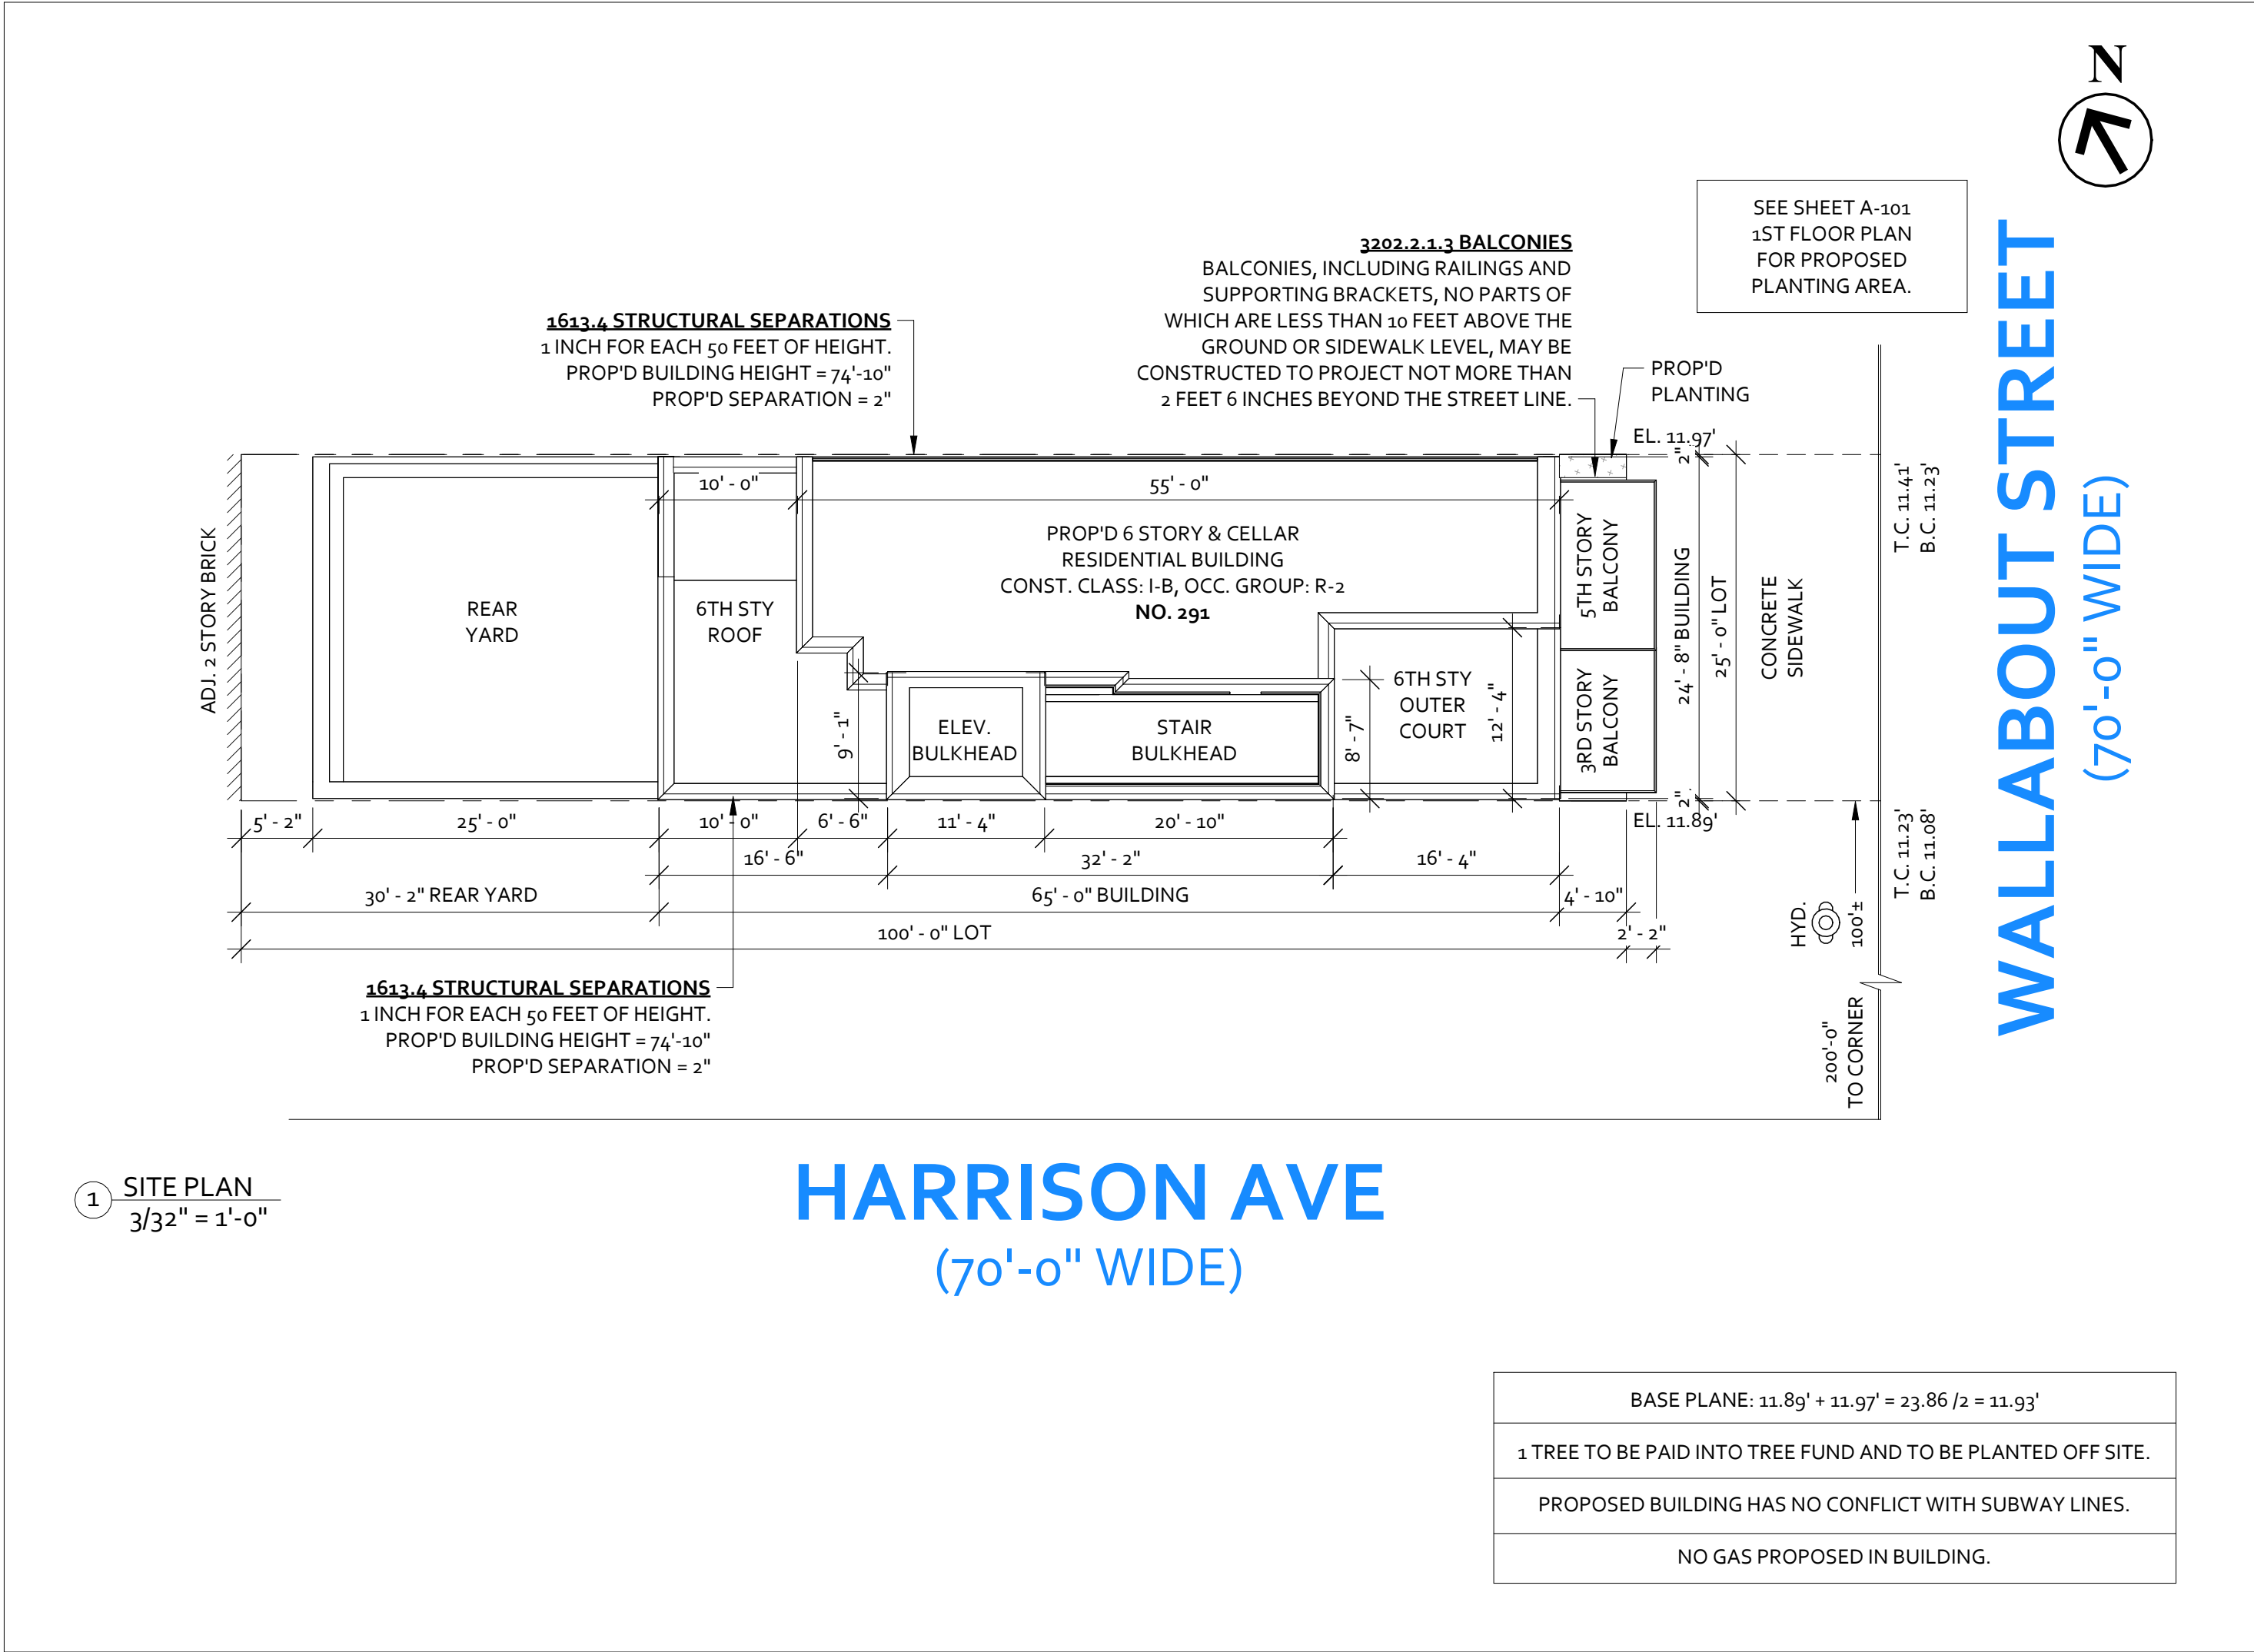 N
SEE SHEET A-101
1ST FLOOR PLAN
FOR PROPOSED
PLANTING AREA.
3202.2.1.3 BALCONIES
BALCONIES, INCLUDING RAILINGS AND
SUPPORTING BRACKETS, NO PARTS OF
WHICH ARE LESS THAN 10 FEET ABOVE THE
GROUND OR SIDEWALK LEVEL, MAY BE
CONSTRUCTED TO PROJECT NOT MORE THAN
2 FEET 6 INCHES BEYOND THE STREET LINE.
1613.4 STRUCTURAL SEPARATIONS
1 INCH FOR EACH 50 FEET OF HEIGHT.
PROP'D BUILDING HEIGHT = 74'-10"
PROP'D SEPARATION = 2"
PROP'D
PLANTING
EL. 11.97'
2"
10' - 0"
55' - 0"
PROP'D 6 STORY & CELLAR
RESIDENTIAL BUILDING
CONST. CLASS: I-B, OCC. GROUP: R-2
NO. 291
ADJ. 2 STORY BRICK
REAR
YARD
6TH STY
ROOF
9' - 1"
ELEV.
BULKHEAD
STAIR
BULKHEAD
8' - 7"
6TH STY
OUTER
COURT
12' - 4"
5TH STORY
BALCONY
3RD STORY
BALCONY
24' - 8" BUILDING
25' - 0" LOT
CONCRETE
SIDEWALK
T.C. 11.41'
B.C. 11.23'
WALLABOUT STREET
(70'-0" WIDE)
2"
EL. 11.89'
T.C. 11.23'
B.C. 11.08'
5' - 2"
25' - 0"
10' - 0"
6' - 6"
11' - 4"
20' - 10"
16' - 6"
32' - 2"
16' - 4"
30' - 2" REAR YARD
65' - 0" BUILDING
4' - 10"
100' - 0" LOT
2' - 2"
HYD.
100'±
200'-0"
TO CORNER
1613.4 STRUCTURAL SEPARATIONS
1 INCH FOR EACH 50 FEET OF HEIGHT.
PROP'D BUILDING HEIGHT = 74'-10"
PROP'D SEPARATION = 2"
1 SITE PLAN
3/32" = 1'-0"
HARRISON AVE
(70'-0" WIDE)
BASE PLANE: 11.89' + 11.97' = 23.86 /2 = 11.93'
1 TREE TO BE PAID INTO TREE FUND AND TO BE PLANTED OFF SITE.
PROPOSED BUILDING HAS NO CONFLICT WITH SUBWAY LINES.
NO GAS PROPOSED IN BUILDING.